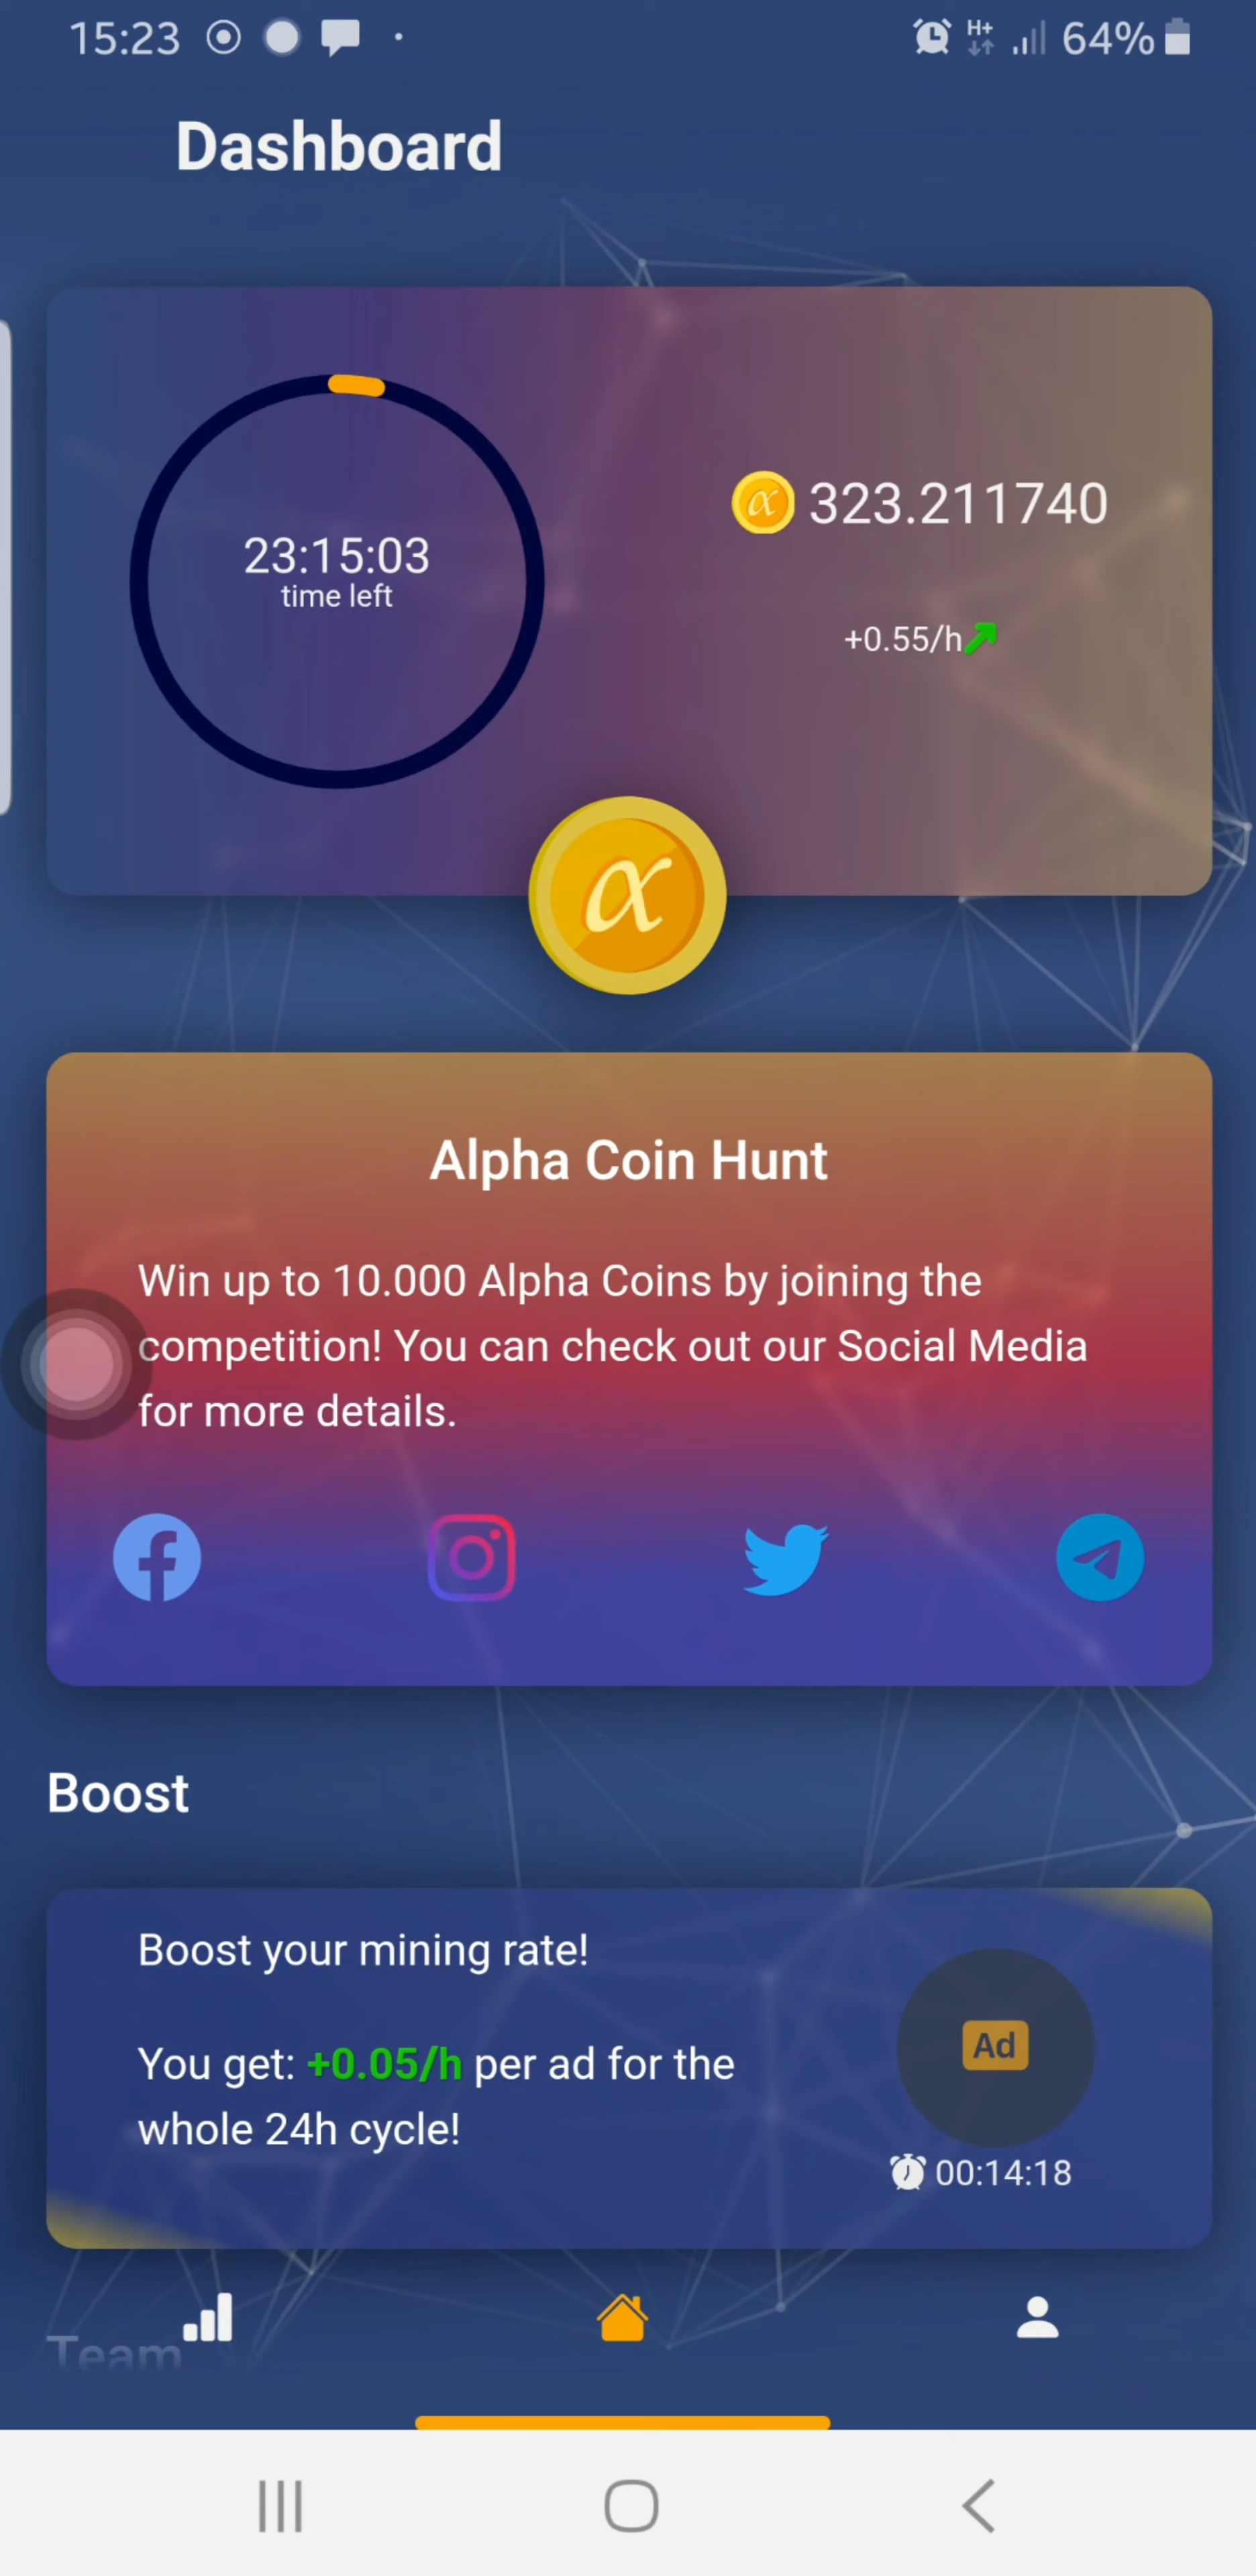 15:23
H+
64%
Dashboard
23:15:03
time left
α 323.211740
+0.55/h
α
Alpha Coin Hunt
Win up to 10.000 Alpha Coins by joining the
competition! You can check out our Social Media
for more details.
Boost
Boost your mining rate!
You get: +0.05/h per ad for the
whole 24h cycle!
Ad
00:14:18
Team